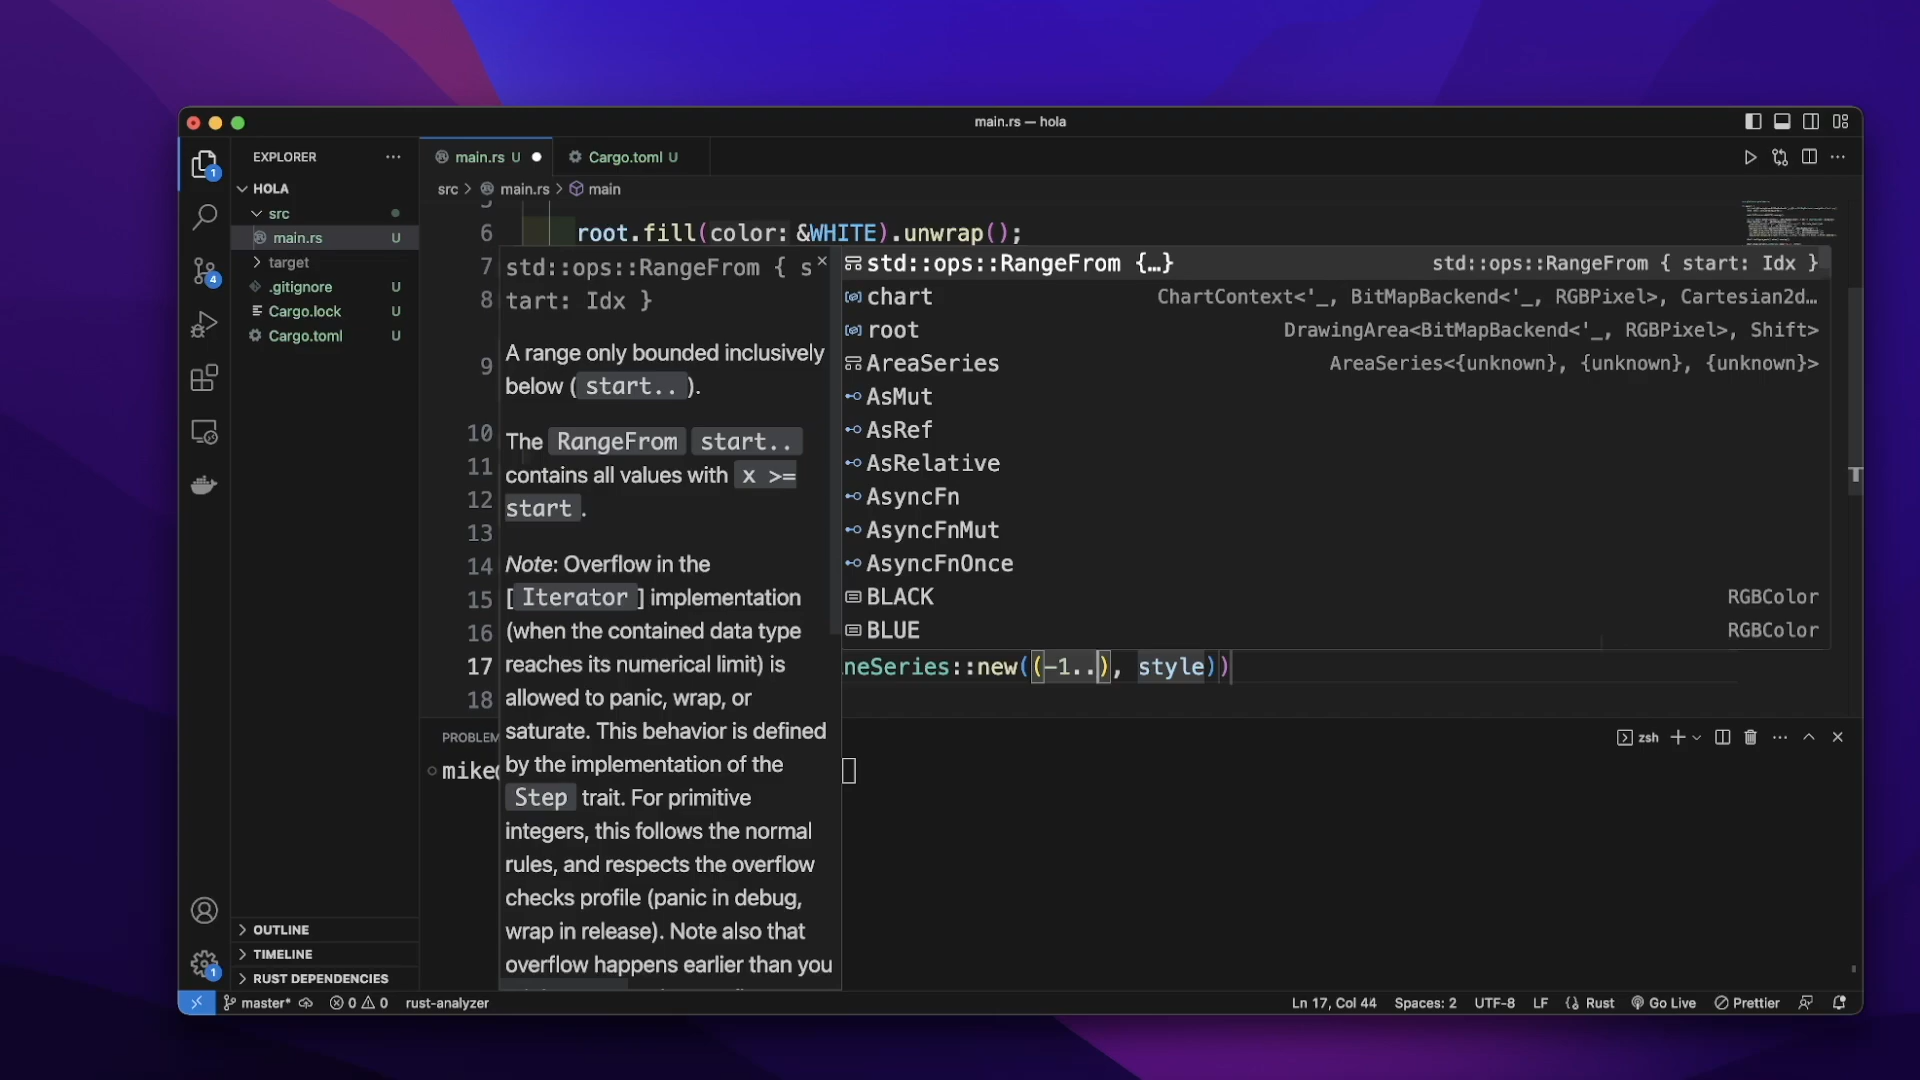 main.rs — hola
EXPLORER
HOLA
src
main.rs U
target
.gitignore U
Cargo.lock U
Cargo.toml U
OUTLINE
TIMELINE
RUST DEPENDENCIES
1
4
1
main.rs U
Cargo.toml U
src > main.rs > main
6 root.fill(color: &WHITE).unwrap();
7
8
9
10
11
12
13
14
15
16
17 neSeries::new((-1..), style))
18
std::ops::RangeFrom { s
tart: Idx }
A range only bounded inclusively
below ( start.. ).
The RangeFrom start..
contains all values with x >=
start .
Note: Overflow in the
[ Iterator ] implementation
(when the contained data type
reaches its numerical limit) is
allowed to panic, wrap, or
saturate. This behavior is defined
by the implementation of the
Step trait. For primitive
integers, this follows the normal
rules, and respects the overflow
checks profile (panic in debug,
wrap in release). Note also that
overflow happens earlier than you
std::ops::RangeFrom {…} std::ops::RangeFrom { start: Idx }
chart ChartContext<'_, BitMapBackend<'_, RGBPixel>, Cartesian2d…
root DrawingArea<BitMapBackend<'_, RGBPixel>, Shift>
AreaSeries AreaSeries<{unknown}, {unknown}, {unknown}>
AsMut
AsRef
AsRelative
AsyncFn
AsyncFnMut
AsyncFnOnce
BLACK RGBColor
BLUE RGBColor
PROBLEM
zsh
mike
master* 0 0 rust-analyzer
Ln 17, Col 44 Spaces: 2 UTF-8 LF Rust Go Live Prettier